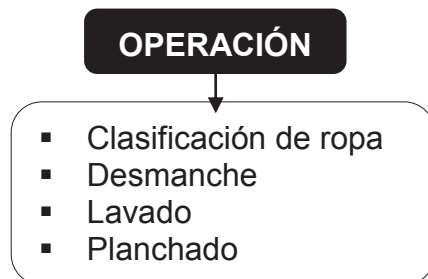 OPERACIÓN
▪ Clasificación de ropa
▪ Desmanche
▪ Lavado
▪ Planchado